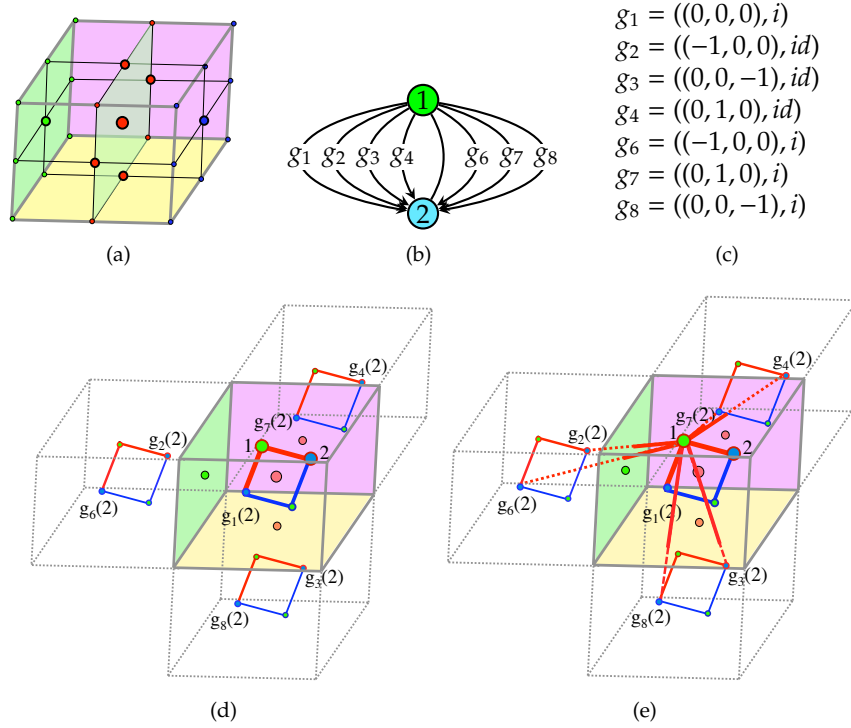 (a)
1
g1 g2 g3 g4 g6 g7 g8
2
(b)
g1 = ((0, 0, 0), i)
g2 = ((−1, 0, 0), id)
g3 = ((0, 0, −1), id)
g4 = ((0, 1, 0), id)
g6 = ((−1, 0, 0), i)
g7 = ((0, 1, 0), i)
g8 = ((0, 0, −1), i)
(c)
g4(2)
g7(2)
g2(2)
1
2
g6(2)
g1(2)
g3(2)
g8(2)
(d)
g4(2)
g7(2)
g2(2)
1
2
g6(2)
g1(2)
g3(2)
g8(2)
(e)